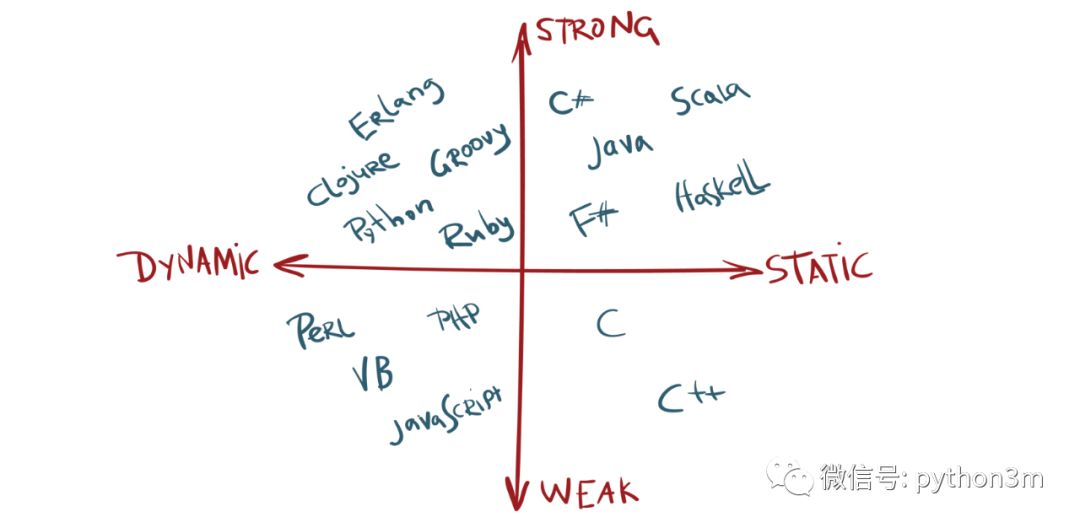 STRONG
ERLang
C#
Scala
Clojure
GROOVY
Java
Python
Ruby
F#
HaskeLL
DYNAMiC
STATiC
PERL
PHP
C
VB
JavaScRipt
C++
WEAK
微信号: python3m